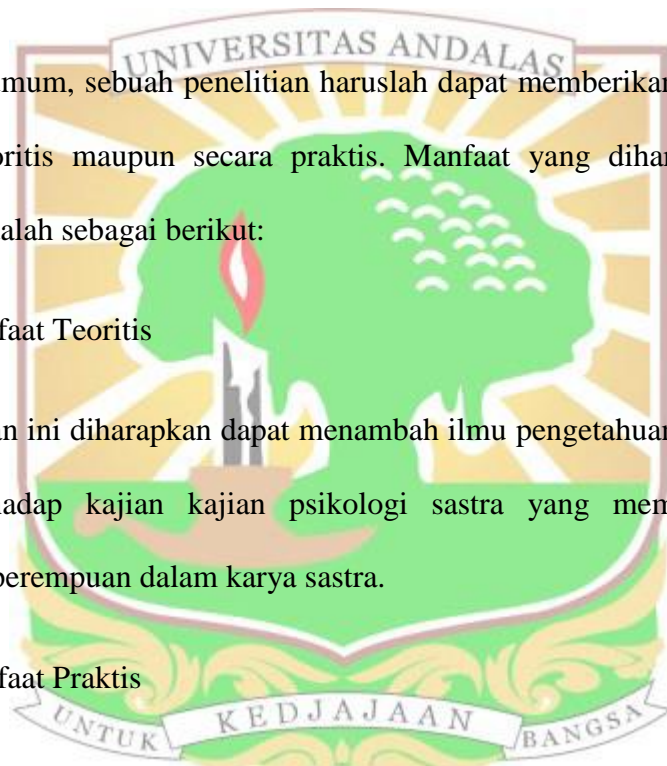 UNIVERSITAS ANDALAS
mum, sebuah penelitian haruslah dapat memberikan
oritis maupun secara praktis. Manfaat yang dihar
alah sebagai berikut:
faat Teoritis
an ini diharapkan dapat menambah ilmu pengetahuan
adap kajian kajian psikologi sastra yang mem
perempuan dalam karya sastra.
faat Praktis
UNTUK KEDJAJAAN BANGSA